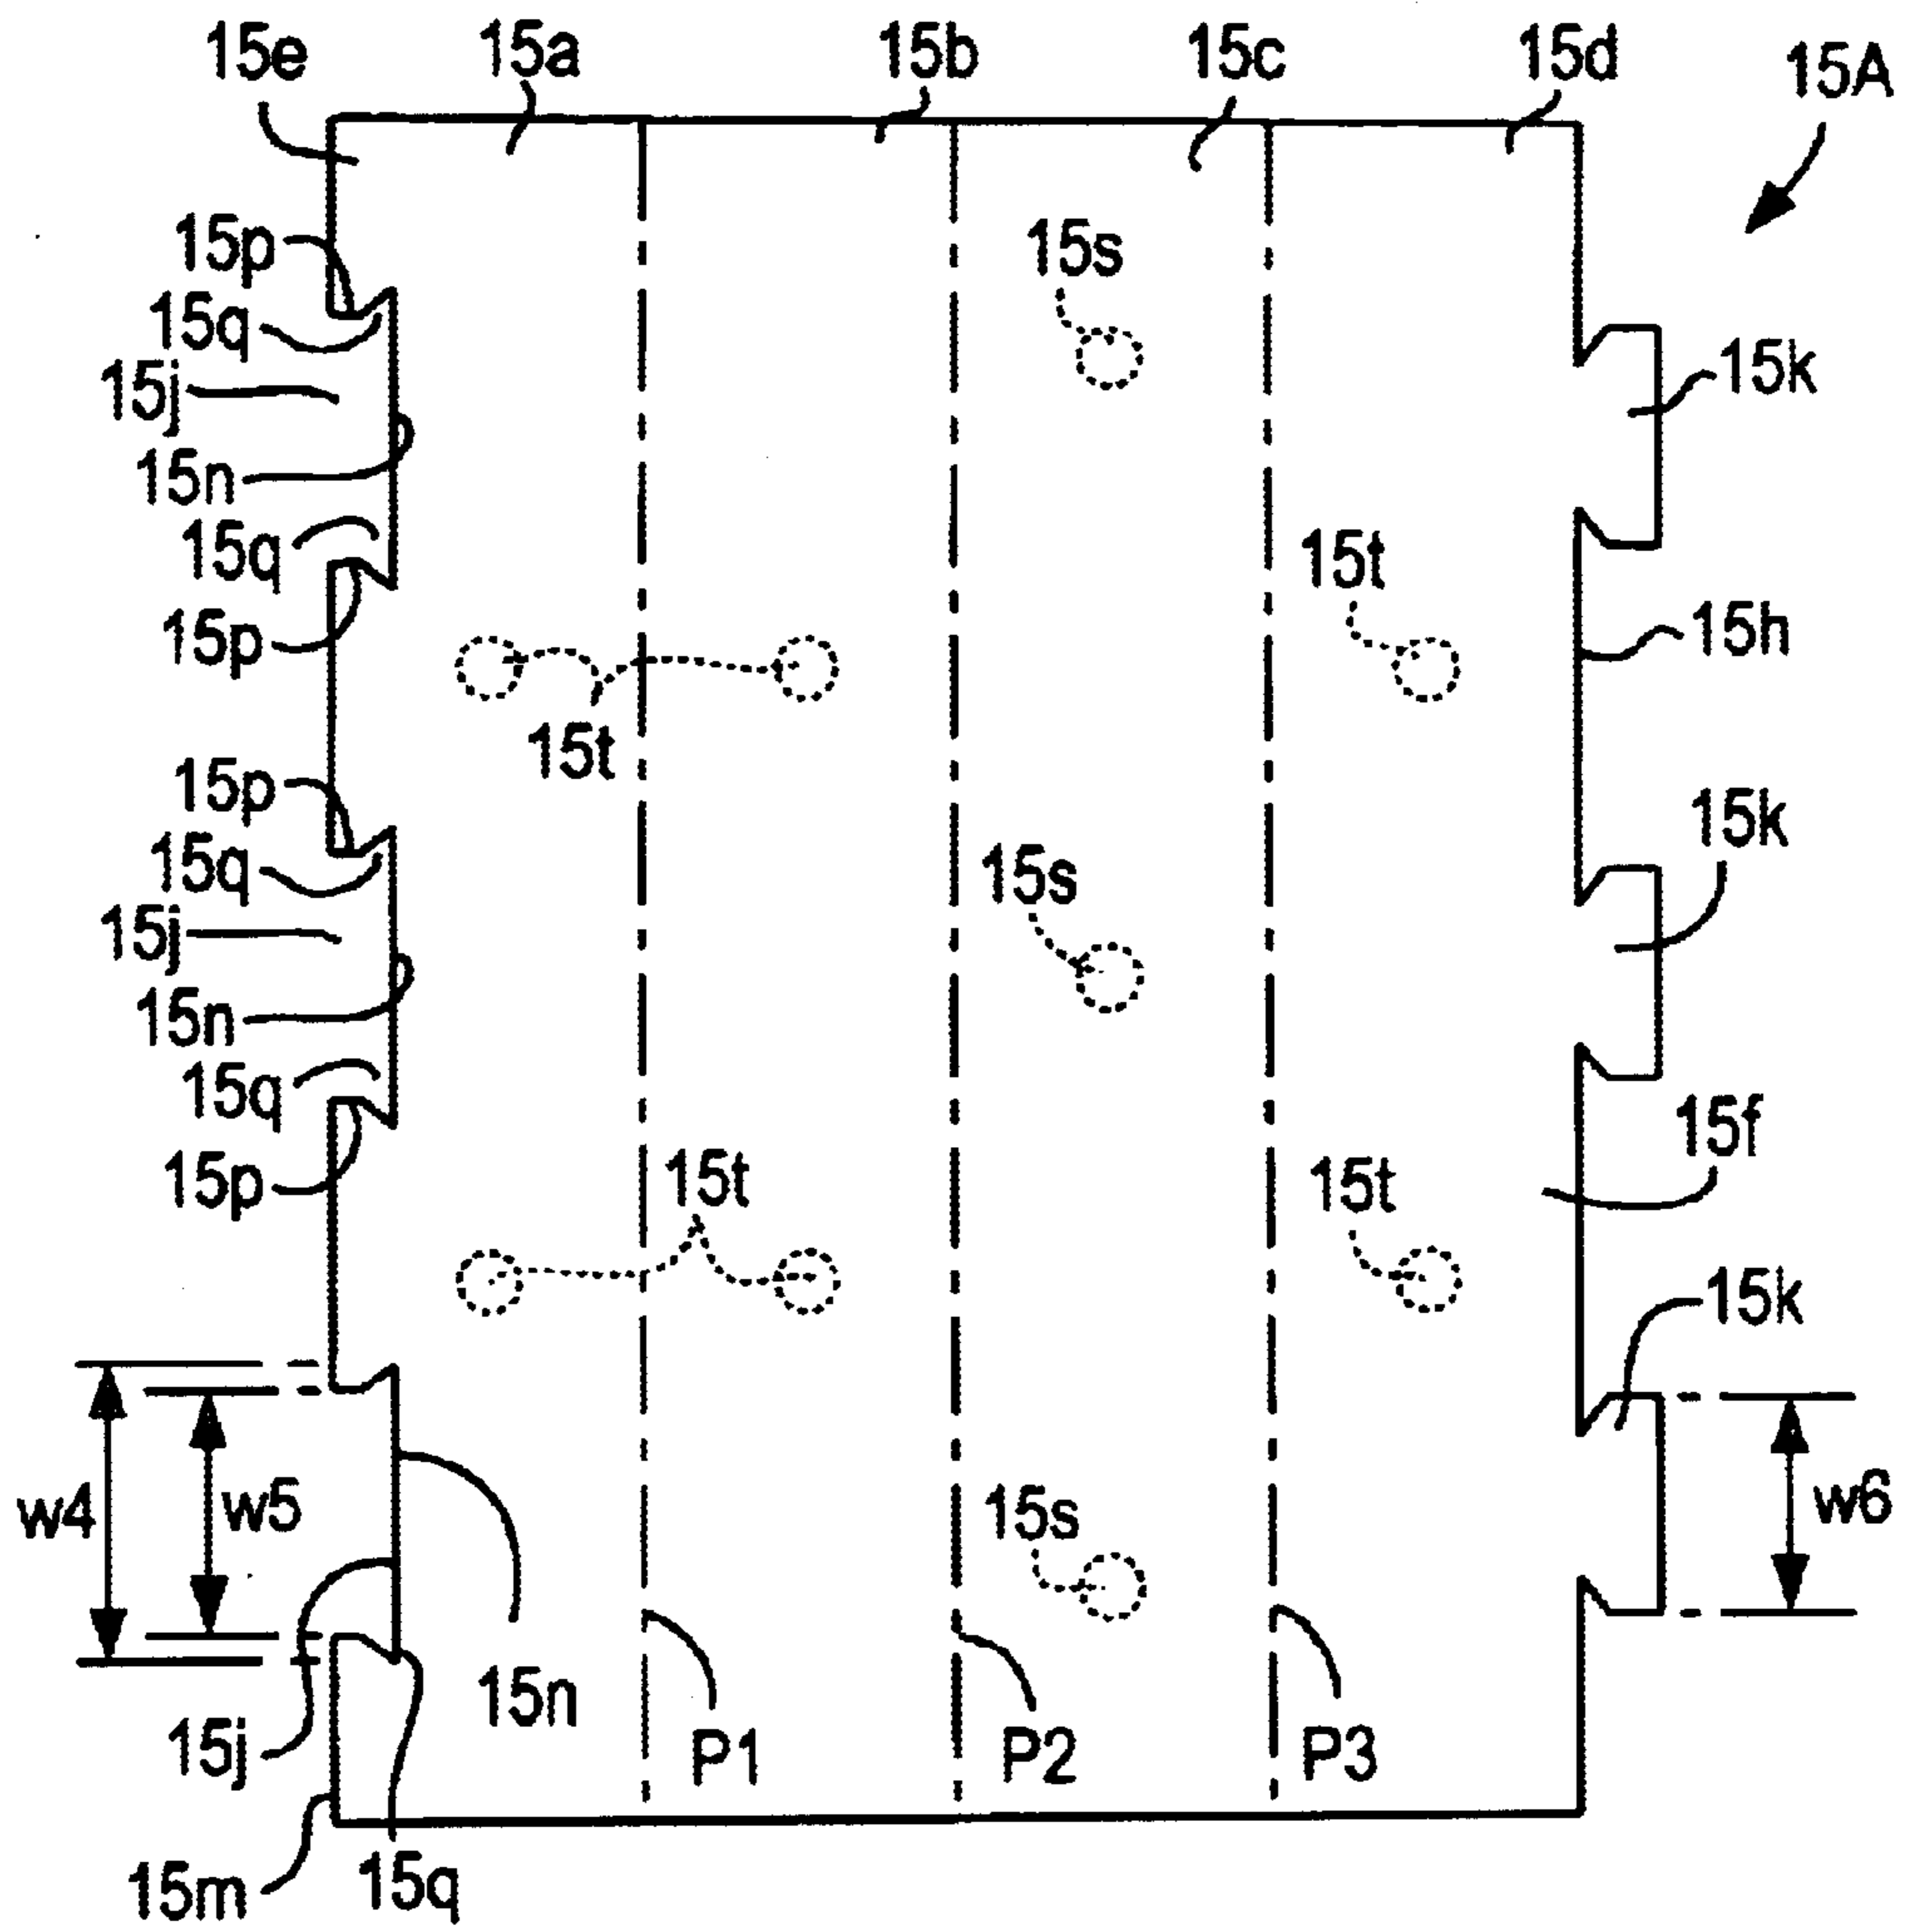 15e 15a 15b 15c 15d 15A
15p 15s
15q
15j 15k
15n
15q 15t
15p 15h
15t
15p 15k
15q 15s
15j
15n
15q
15f
15p 15t 15t
15k
w4 w5 15s w6
15n
15j P1 P2 P3
15m 15q